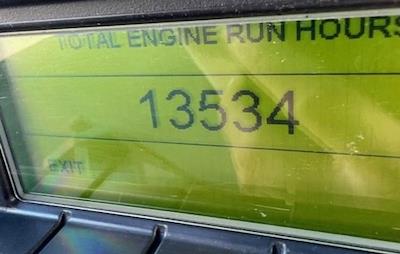 TOTAL ENGINE RUN HOURS
13534
EXIT